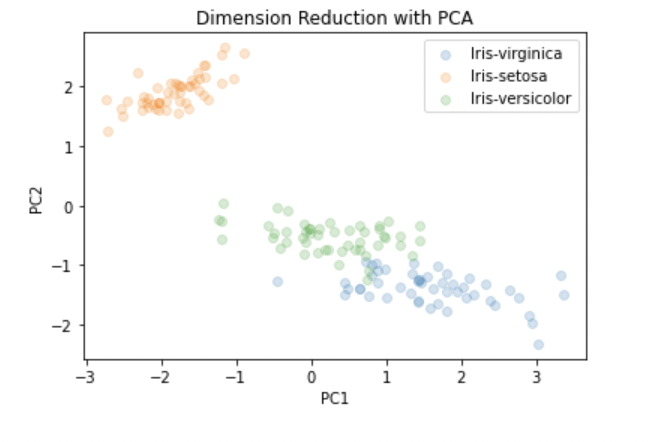 Dimension Reduction with PCA
Iris-virginica
Iris-setosa
Iris-versicolor
PC2
2
1
0
−1
−2
−3
−2
−1
0
1
2
3
PC1